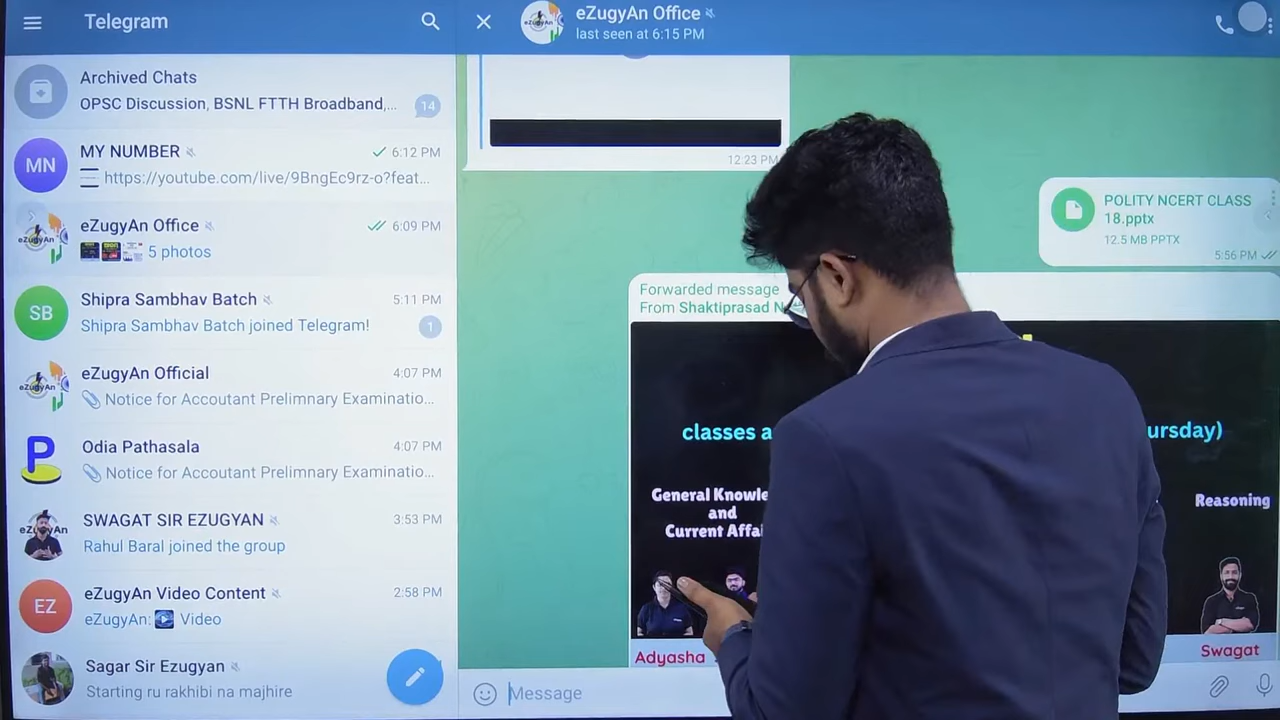 Telegram
Archived Chats
OPSC Discussion, BSNL FTTH Broadband,...
14
MN
MY NUMBER
6:12 PM
https://youtube.com/live/9BngEc9rz-o?feat...
eZugyAn Office
6:09 PM
5 photos
SB
Shipra Sambhav Batch
5:11 PM
Shipra Sambhav Batch joined Telegram!
1
eZugyAn Official
4:07 PM
Notice for Accoutant Prelimnary Examinatio...
Odia Pathasala
4:07 PM
Notice for Accoutant Prelimnary Examinatio...
SWAGAT SIR EZUGYAN
3:53 PM
Rahul Baral joined the group
EZ
eZugyAn Video Content
2:58 PM
eZugyAn: Video
Sagar Sir Ezugyan
Starting ru rakhibi na majhire
eZugyAn Office
last seen at 6:15 PM
12:23 PM
POLITY NCERT CLASS
18.pptx
12.5 MB PPTX
5:56 PM
Forwarded message
From Shaktiprasad
classes
General
and
Current
Reasoning
Adyasha
Swagat
Message